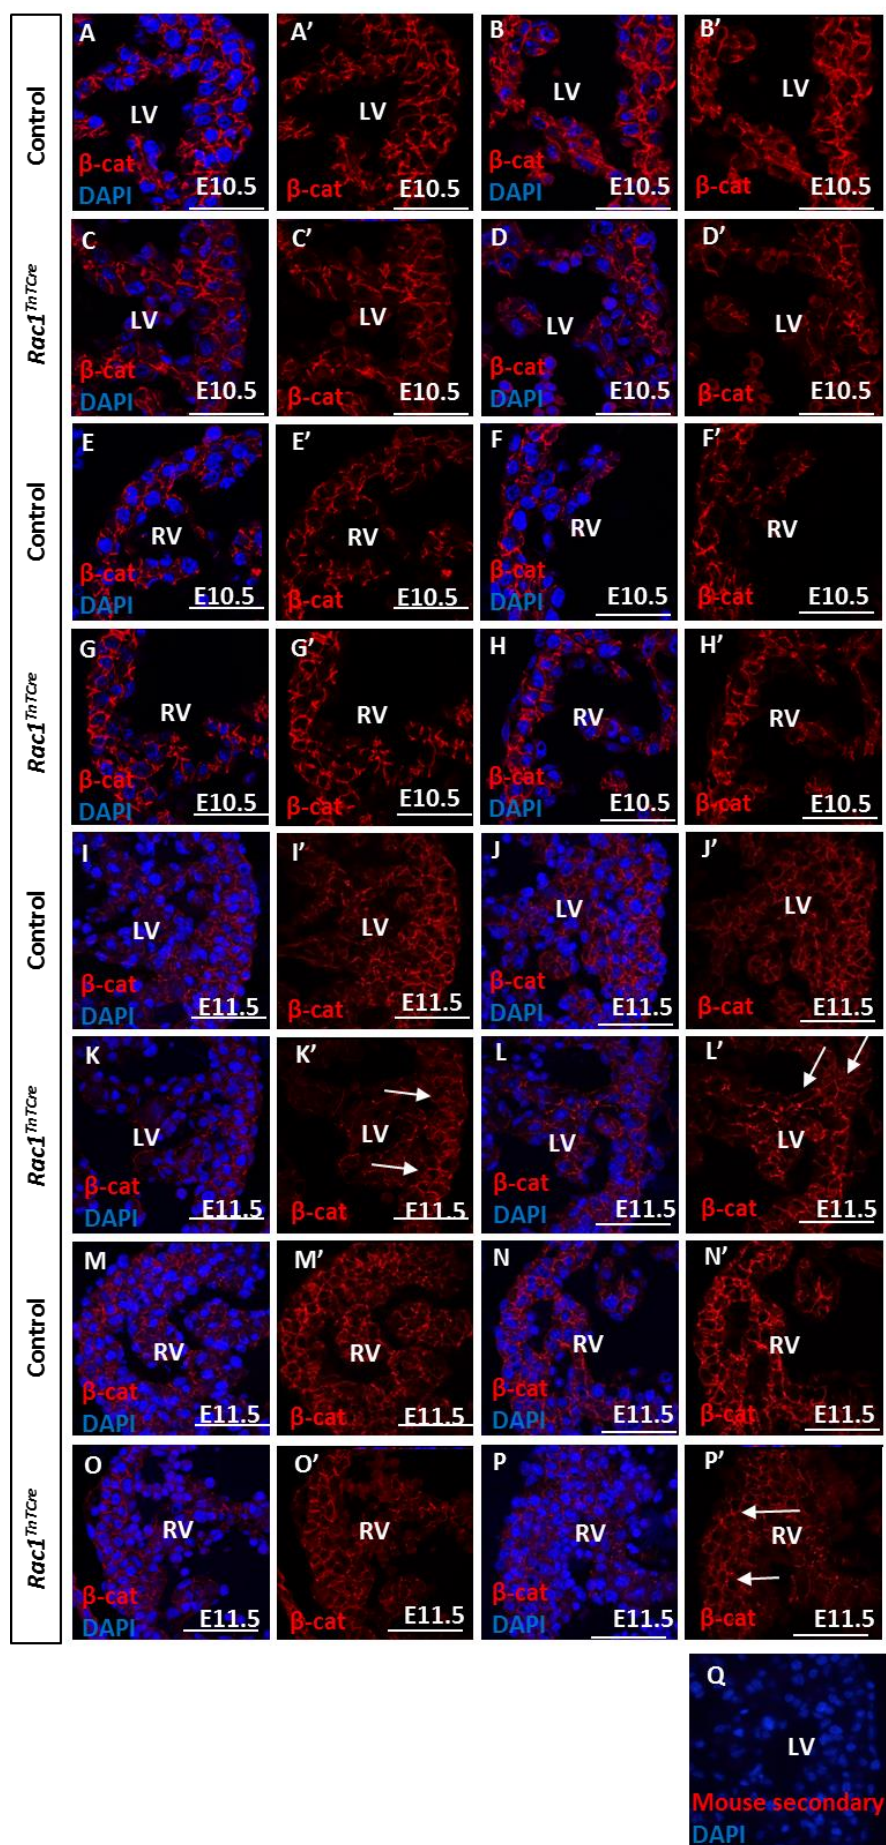 Control
A
LV
β-cat
DAPI
E10.5
A’
LV
β-cat
E10.5
B
LV
β-cat
DAPI
E10.5
B’
LV
β-cat
E10.5
Rac1TnTCre
C
LV
β-cat
DAPI
E10.5
C’
LV
β-cat
E10.5
D
LV
β-cat
DAPI
E10.5
D’
LV
β-cat
E10.5
Control
E
RV
β-cat
DAPI
E10.5
E’
RV
β-cat
E10.5
F
RV
β-cat
DAPI
E10.5
F’
RV
β-cat
E10.5
Rac1TnTCre
G
RV
β-cat
DAPI
E10.5
G’
RV
β-cat
E10.5
H
RV
β-cat
DAPI
E10.5
H’
RV
β-cat
E10.5
Control
I
LV
β-cat
DAPI
E11.5
I’
LV
β-cat
E11.5
J
LV
β-cat
DAPI
E11.5
J’
LV
β-cat
E11.5
Rac1TnTCre
K
LV
β-cat
DAPI
E11.5
K’
LV
β-cat
E11.5
L
LV
β-cat
DAPI
E11.5
L’
LV
β-cat
E11.5
Control
M
RV
β-cat
DAPI
E11.5
M’
RV
β-cat
E11.5
N
RV
β-cat
DAPI
E11.5
N’
RV
β-cat
E11.5
Rac1TnTCre
O
RV
β-cat
DAPI
E11.5
O’
RV
β-cat
E11.5
P
RV
β-cat
DAPI
E11.5
P’
RV
β-cat
E11.5
Q
LV
Mouse secondary
DAPI